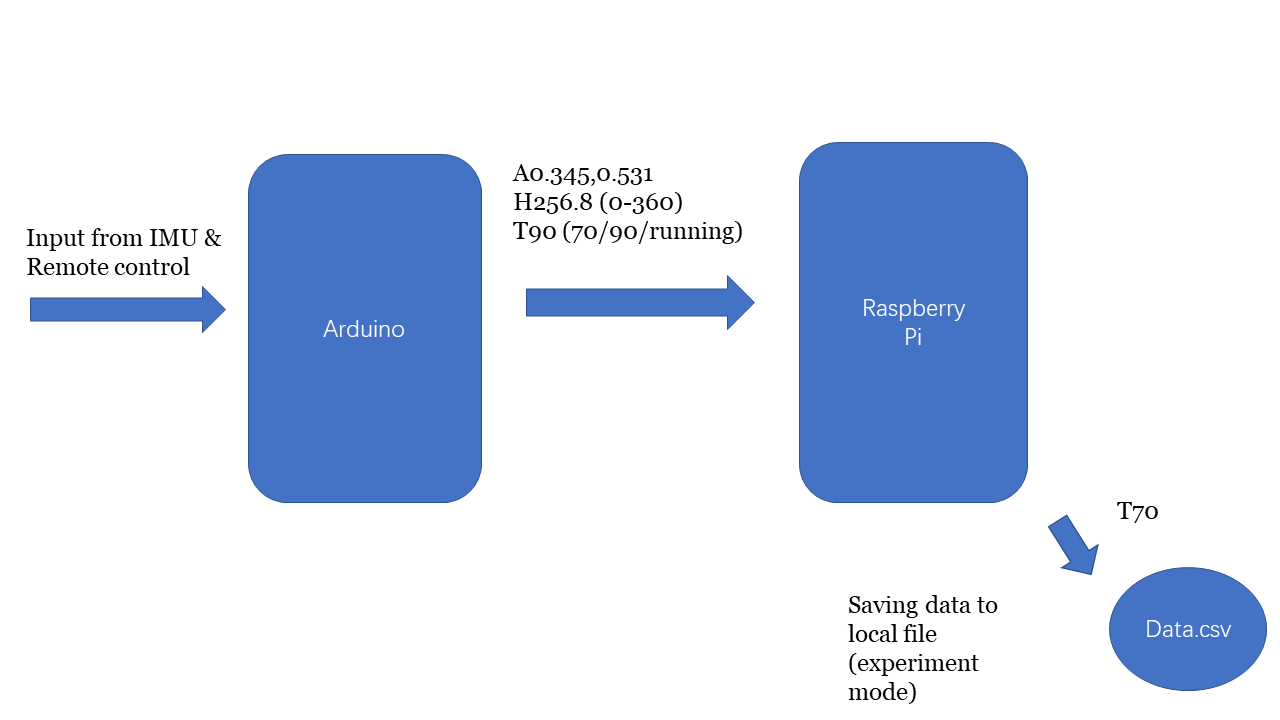 Input from IMU &
Remote control
Arduino
A0.345,0.531
H256.8 (0-360)
T90 (70/90/running)
Raspberry
Pi
T70
Saving data to
local file
(experiment
mode)
Data.csv